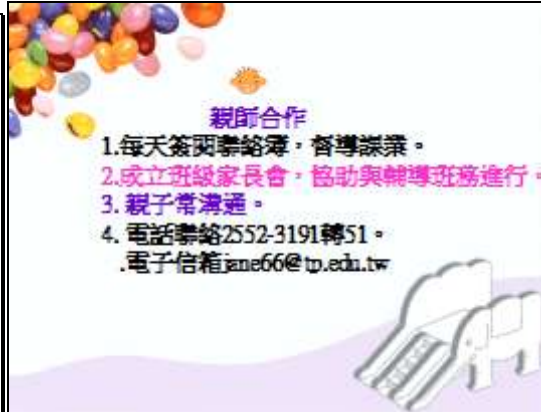 親師合作
1.每天簽閱聯絡簿，督導課業。
2.成立班級家長會，協助與輔導班務進行。
3. 親子常溝通。
4. 電話聯絡2552-3191轉51。
.電子信箱jane66@tp.edu.tw